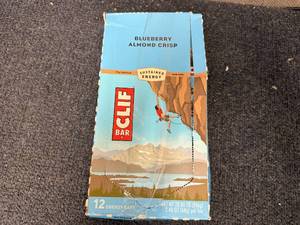 BLUEBERRY
ALMOND CRISP
SUSTAINED
ENERGY
CLIF
BAR
12 ENERGY BARS